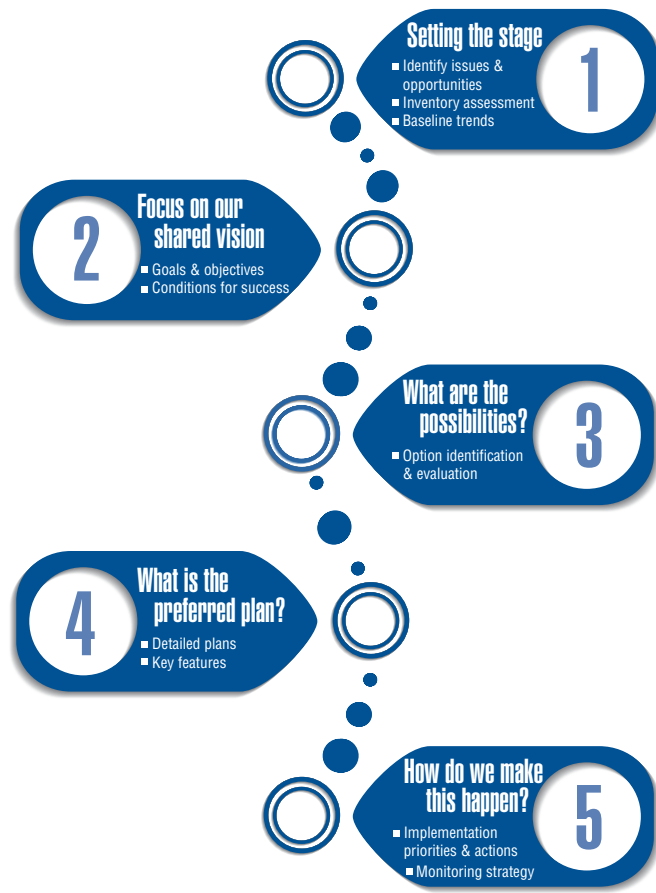 Setting the stage
Identify issues &
opportunities
Inventory assessment
Baseline trends
1
2
Focus on our
shared vision
Goals & objectives
Conditions for success
What are the
possibilities?
Option identification
& evaluation
3
4
What is the
preferred plan?
Detailed plans
Key features
How do we make
this happen?
Implementation
priorities & actions
Monitoring strategy
5